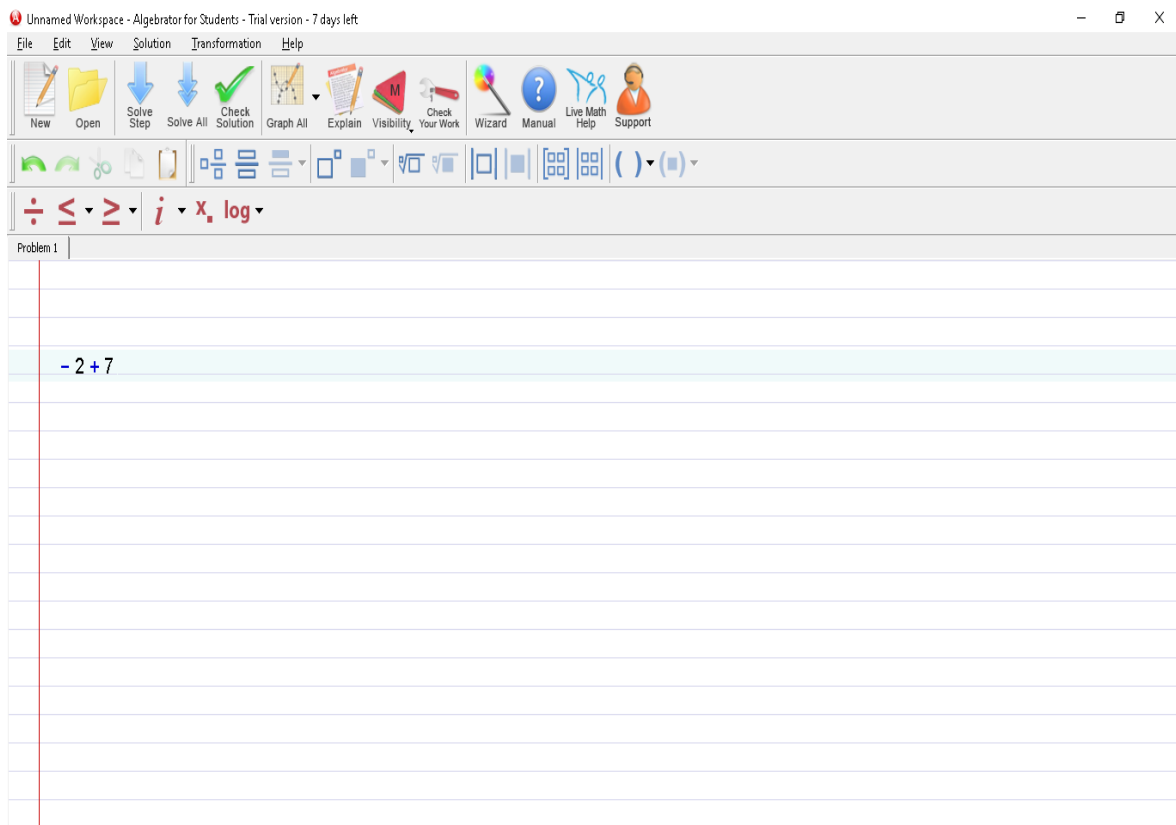 Unnamed Workspace - Algebrator for Students - Trial version - 7 days left
File Edit View Solution Transformation Help
New Open Solve Step Solve All Check Solution Graph All Explain M Visibility Check Your Work Wizard ? Manual Live Math Help Support
÷ ≤ ≥ i x log
Problem 1
- 2 + 7